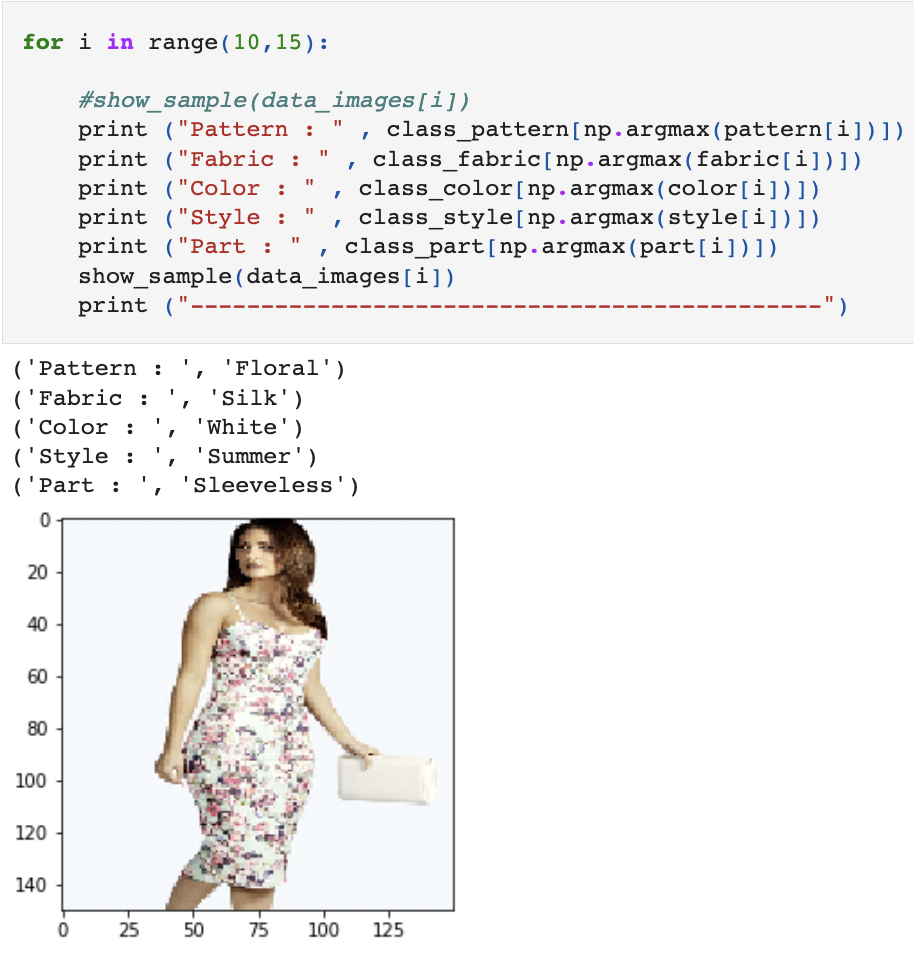 for i in range(10,15):
#show_sample(data_images[i])
print ("Pattern : " , class_pattern[np.argmax(pattern[i])])
print ("Fabric : " , class_fabric[np.argmax(fabric[i])])
print ("Color : " , class_color[np.argmax(color[i])])
print ("Style : " , class_style[np.argmax(style[i])])
print ("Part : " , class_part[np.argmax(part[i])])
show_sample(data_images[i])
print ("---------------------------------------------")
('Pattern : ', 'Floral')
('Fabric : ', 'Silk')
('Color : ', 'White')
('Style : ', 'Summer')
('Part : ', 'Sleeveless')
0
20
40
60
80
100
120
140
0 25 50 75 100 125